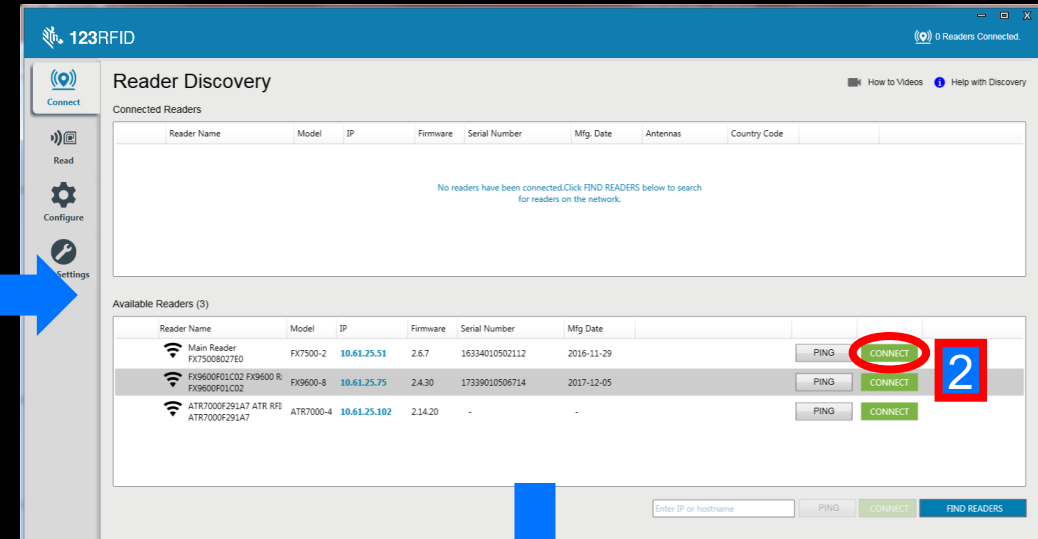 123RFID
0 Readers Connected.
Connect
Read
Configure
Settings
Reader Discovery
How to Videos
Help with Discovery
Connected Readers
Reader Name Model IP Firmware Serial Number Mfg. Date Antennas Country Code
No readers have been connected.Click FIND READERS below to search
for readers on the network.
Available Readers (3)
Reader Name Model IP Firmware Serial Number Mfg Date
Main Reader
FX75008027E0 FX7500-2 10.61.25.51 2.6.7 16334010502112 2016-11-29 PING CONNECT
2
FX9600F01C02 FX9600 R
FX9600F01C02 FX9600-8 10.61.25.75 2.4.30 17339010506714 2017-12-05 PING CONNECT
ATR7000F291A7 ATR RFI
ATR7000F291A7 ATR7000-4 10.61.25.102 2.14.20 - - PING CONNECT
Enter IP or hostname PING CONNECT FIND READERS